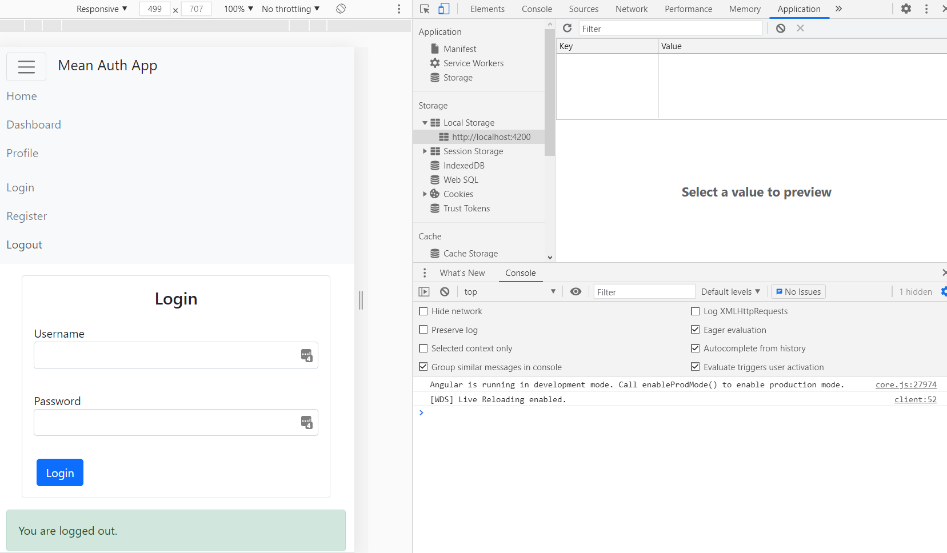 Responsive ▼ 499 × 707 100% ▼ No throttling ▼
Mean Auth App
Home
Dashboard
Profile
Login
Register
Logout
Login
Username
Password
Login
You are logged out.
Elements Console Sources Network Performance Memory Application »
Application
Manifest
Service Workers
Storage
Storage
Local Storage
http://localhost:4200
Session Storage
IndexedDB
Web SQL
Cookies
Trust Tokens
Cache
Cache Storage
Filter
Key Value
Select a value to preview
What's New Console
top ▼ Filter Default levels ▼ No Issues 1 hidden
Hide network Log XMLHttpRequests
Preserve log Eager evaluation
Selected context only Autocomplete from history
Group similar messages in console Evaluate triggers user activation
Angular is running in development mode. Call enableProdMode() to enable production mode. core.js:27974
[WDS] Live Reloading enabled. client:52